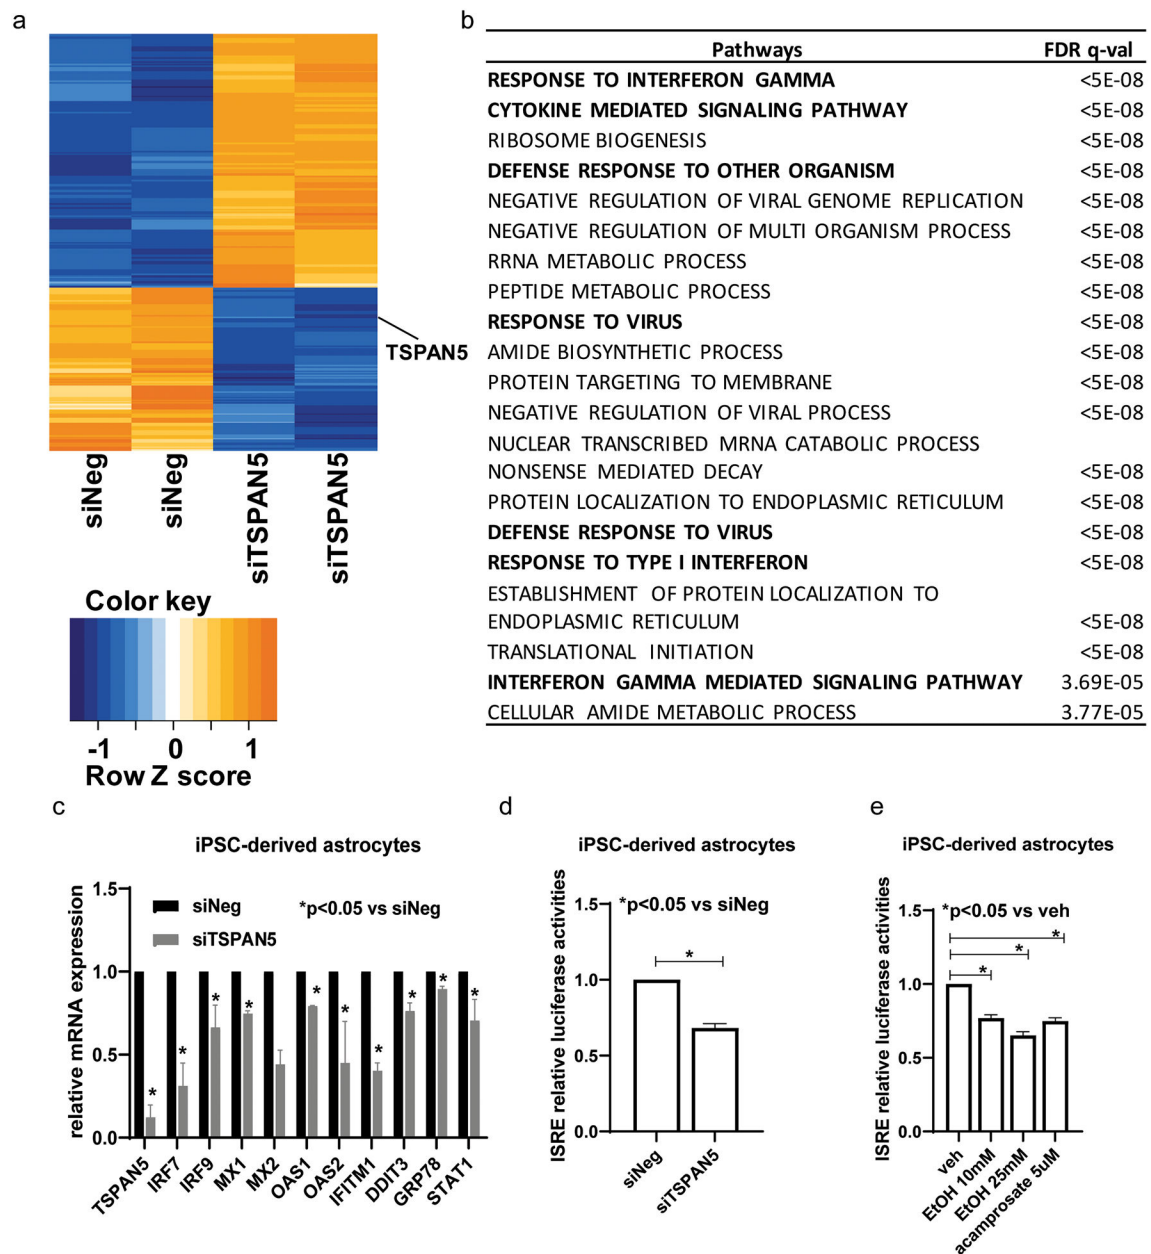 a
TSPAN5
siNeg
siNeg
siTSPAN5
siTSPAN5
Color key
-1 0 1
Row Z score
b
Pathways FDR q-val
RESPONSE TO INTERFERON GAMMA <5E-08
CYTOKINE MEDIATED SIGNALING PATHWAY <5E-08
RIBOSOME BIOGENESIS <5E-08
DEFENSE RESPONSE TO OTHER ORGANISM <5E-08
NEGATIVE REGULATION OF VIRAL GENOME REPLICATION <5E-08
NEGATIVE REGULATION OF MULTI ORGANISM PROCESS <5E-08
RRNA METABOLIC PROCESS <5E-08
PEPTIDE METABOLIC PROCESS <5E-08
RESPONSE TO VIRUS <5E-08
AMIDE BIOSYNTHETIC PROCESS <5E-08
PROTEIN TARGETING TO MEMBRANE <5E-08
NEGATIVE REGULATION OF VIRAL PROCESS <5E-08
NUCLEAR TRANSCRIBED MRNA CATABOLIC PROCESS
NONSENSE MEDIATED DECAY <5E-08
PROTEIN LOCALIZATION TO ENDOPLASMIC RETICULUM <5E-08
DEFENSE RESPONSE TO VIRUS <5E-08
RESPONSE TO TYPE I INTERFERON <5E-08
ESTABLISHMENT OF PROTEIN LOCALIZATION TO
ENDOPLASMIC RETICULUM <5E-08
TRANSLATIONAL INITIATION <5E-08
INTERFERON GAMMA MEDIATED SIGNALING PATHWAY 3.69E-05
CELLULAR AMIDE METABOLIC PROCESS 3.77E-05
c
iPSC-derived astrocytes
relative mRNA expression
1.5
1.0
0.5
0.0
siNeg
siTSPAN5
*p<0.05 vs siNeg
* * * * * * * * * *
TSPAN5
IRF7
IRF9
MX1
MX2
OAS1
OAS2
IFITM1
DDIT3
GRP78
STAT1
d
iPSC-derived astrocytes
ISRE relative luciferase activities
1.5
1.0
0.5
0.0
*p<0.05 vs siNeg
*
siNeg
siTSPAN5
e
iPSC-derived astrocytes
ISRE relative luciferase activities
1.5
1.0
0.5
0.0
*p<0.05 vs veh
*
*
*
veh
EtOH 10mM
EtOH 25mM
acamprosate 5uM